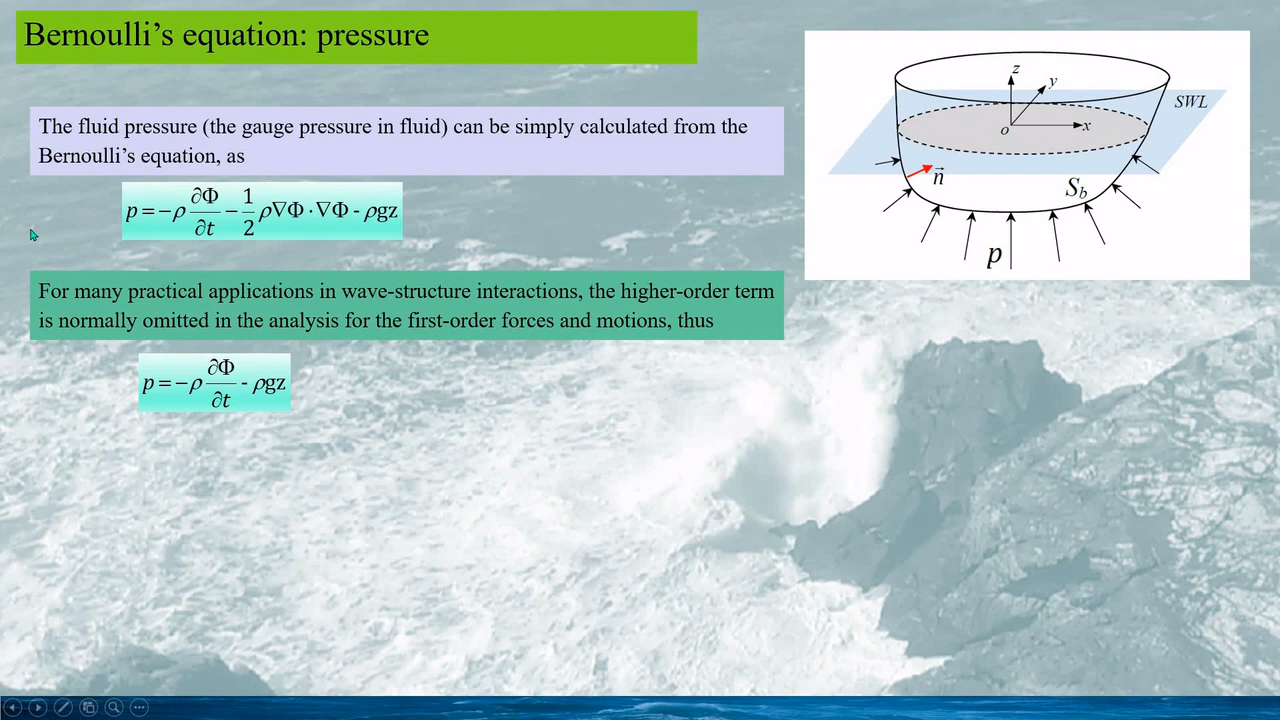 Bernoulli's equation: pressure
The fluid pressure (the gauge pressure in fluid) can be simply calculated from the
Bernoulli's equation, as
p = −ρ ∂Φ/∂t − 1/2 ρ∇Φ·∇Φ - ρgz
For many practical applications in wave-structure interactions, the higher-order term
is normally omitted in the analysis for the first-order forces and motions, thus
p = −ρ ∂Φ/∂t - ρgz
z
y
SWL
o
x
n⃗
S_b
p